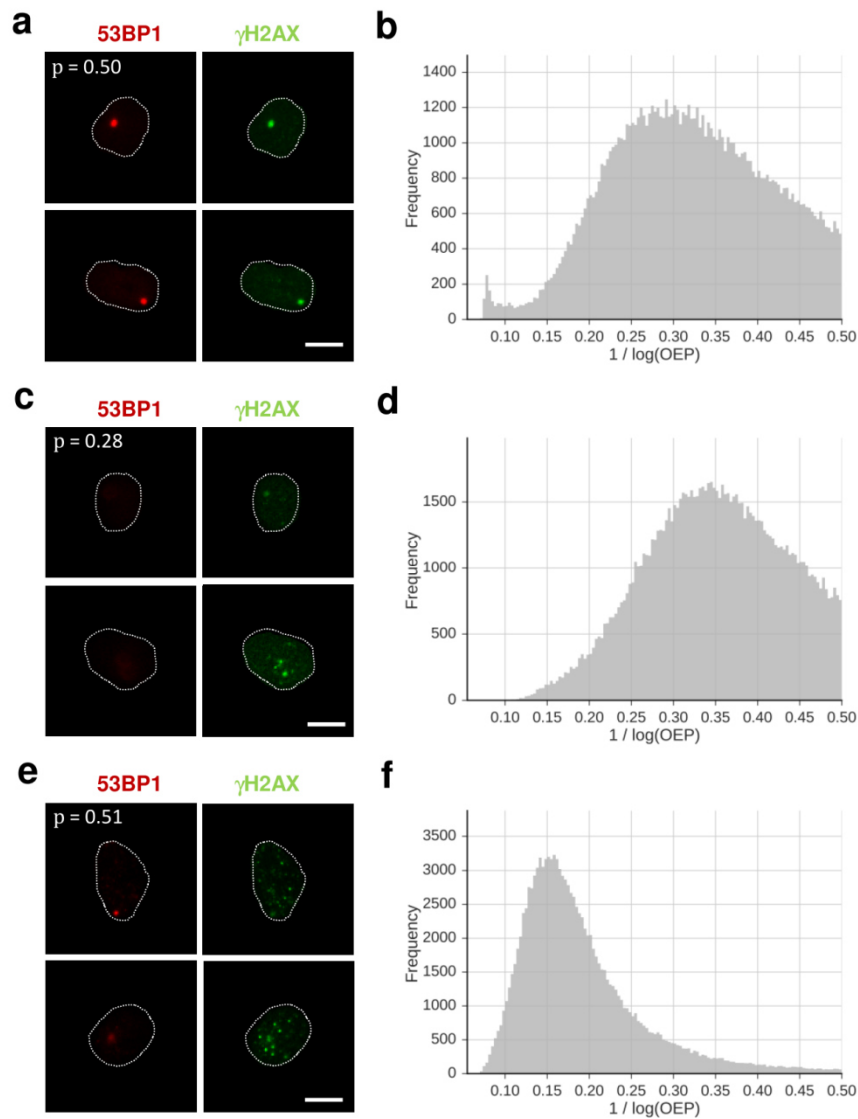 a
53BP1 γH2AX
p = 0.50
b
1400
1200
1000
800
600
400
200
0
Frequency
0.10 0.15 0.20 0.25 0.30 0.35 0.40 0.45 0.50
1 / log(OEP)
c
53BP1 γH2AX
p = 0.28
d
1500
1000
500
0
Frequency
0.10 0.15 0.20 0.25 0.30 0.35 0.40 0.45 0.50
1 / log(OEP)
e
53BP1 γH2AX
p = 0.51
f
3500
3000
2500
2000
1500
1000
500
0
Frequency
0.10 0.15 0.20 0.25 0.30 0.35 0.40 0.45 0.50
1 / log(OEP)